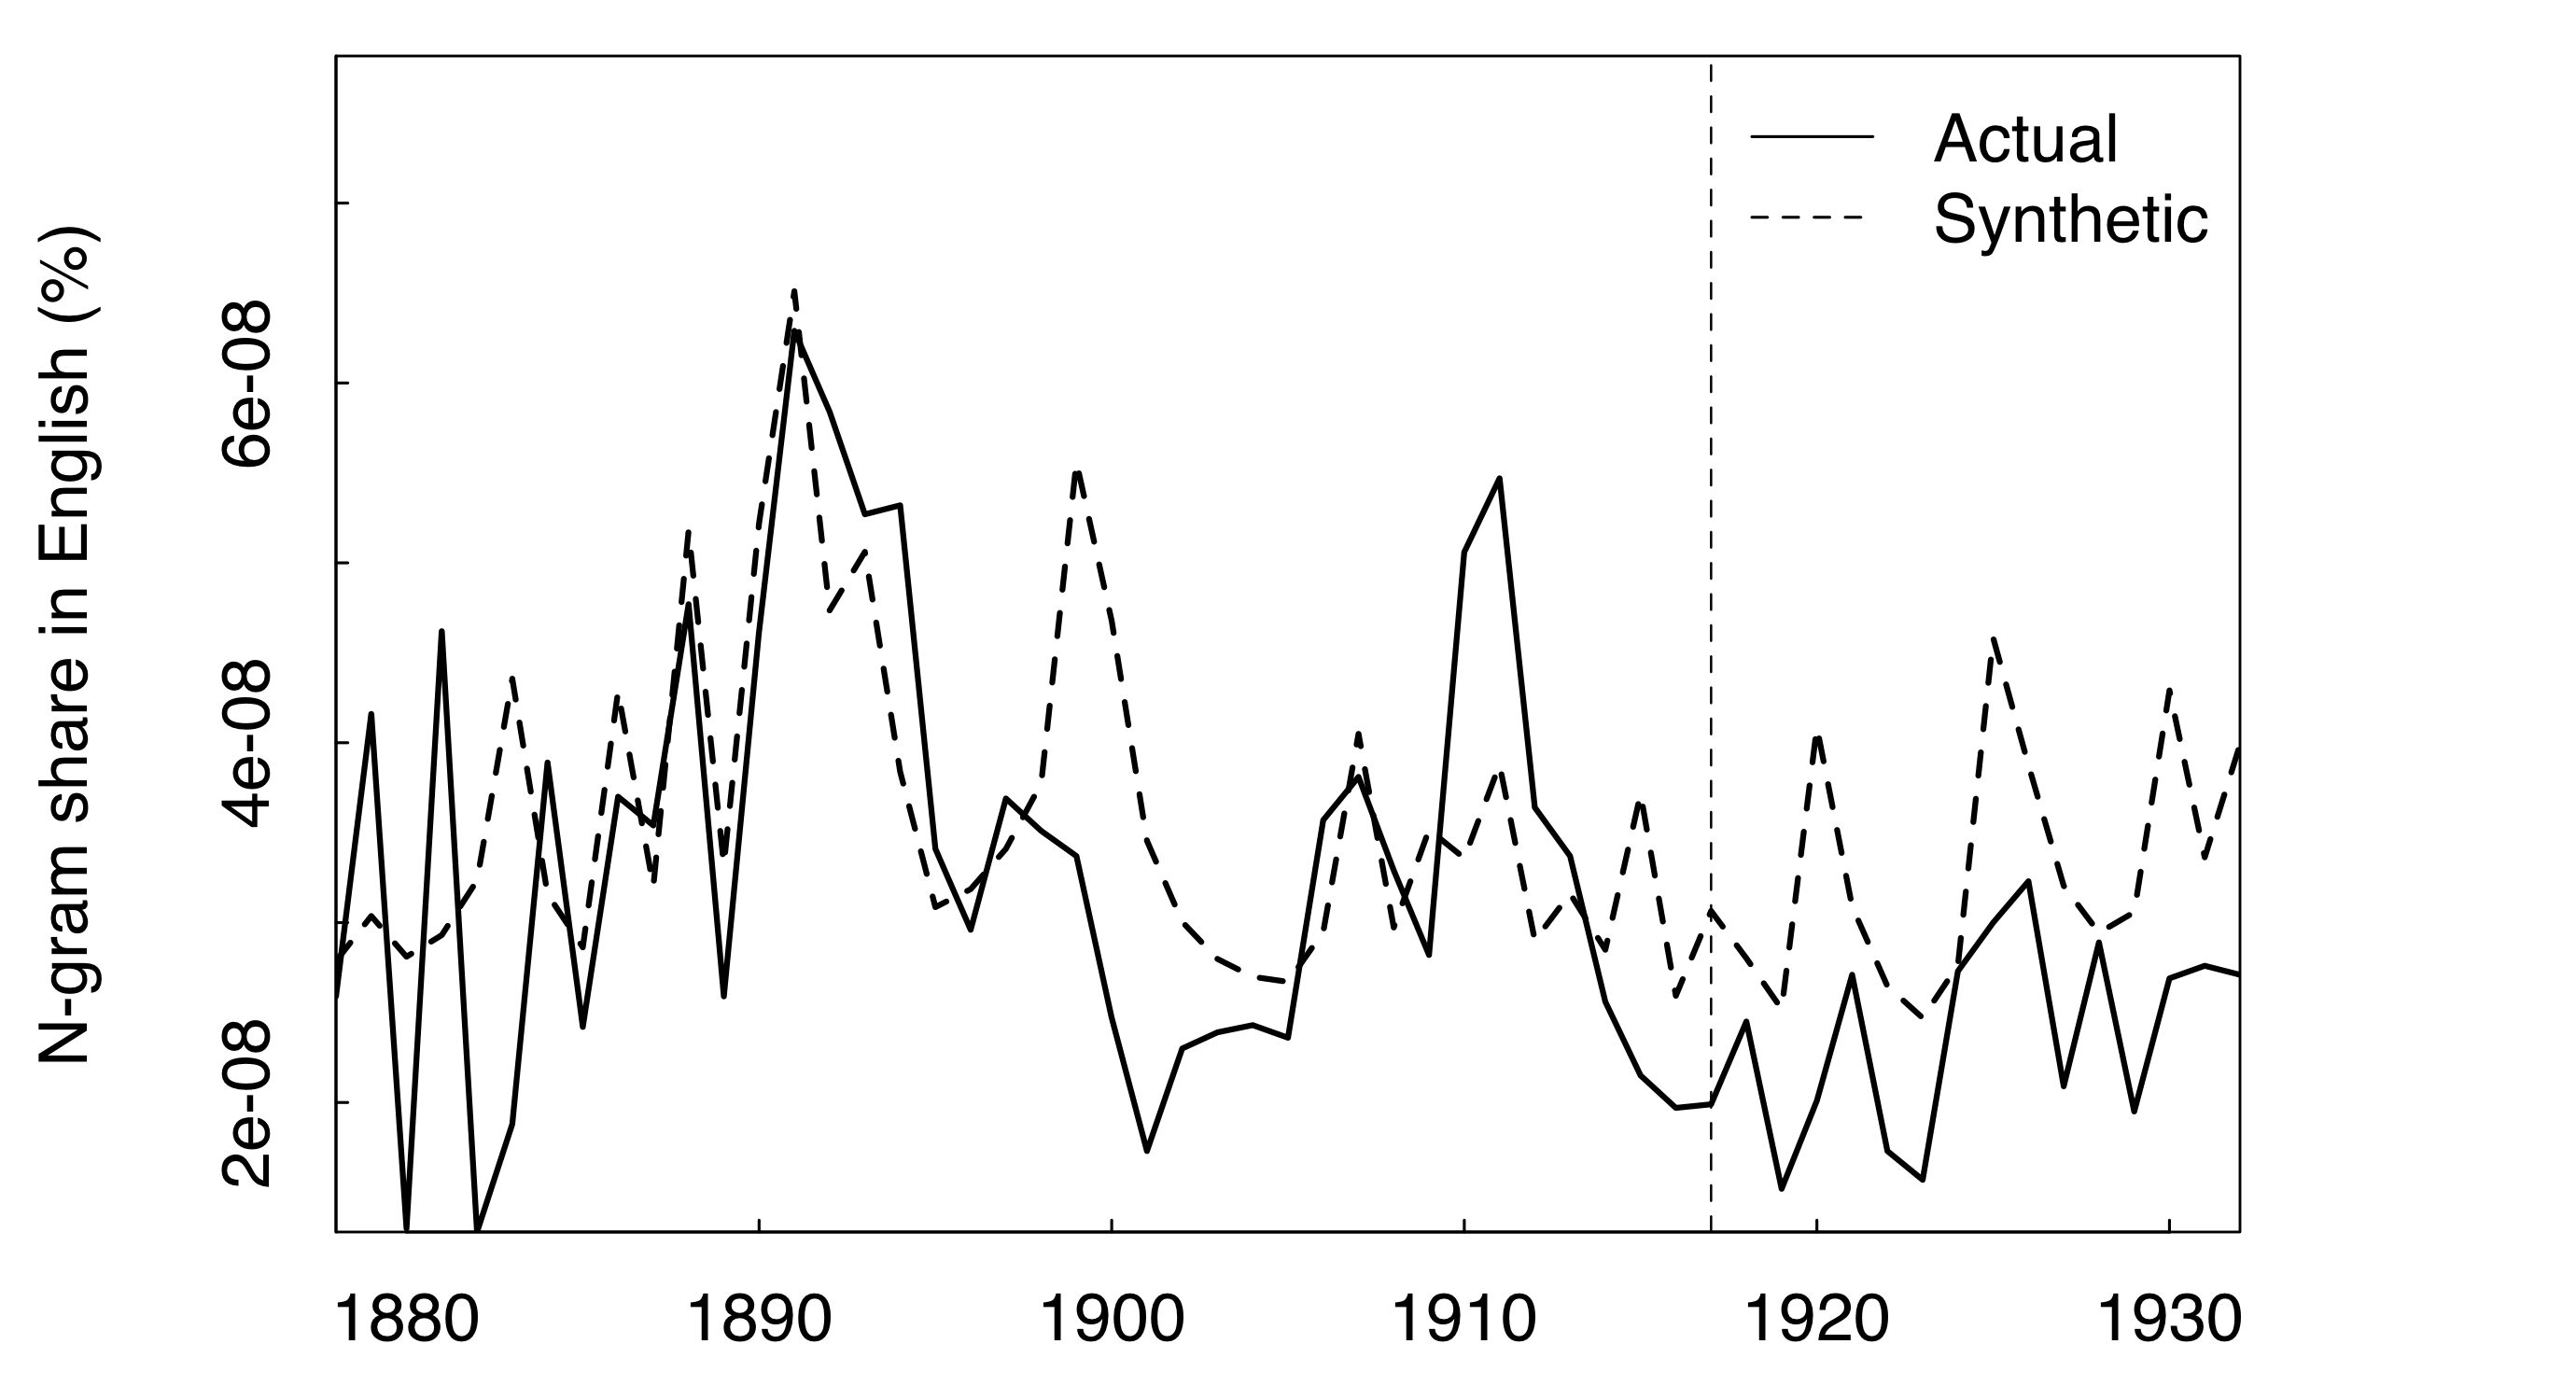 Actual
Synthetic
N-gram share in English (%)
6e-08
4e-08
2e-08
1880
1890
1900
1910
1920
1930